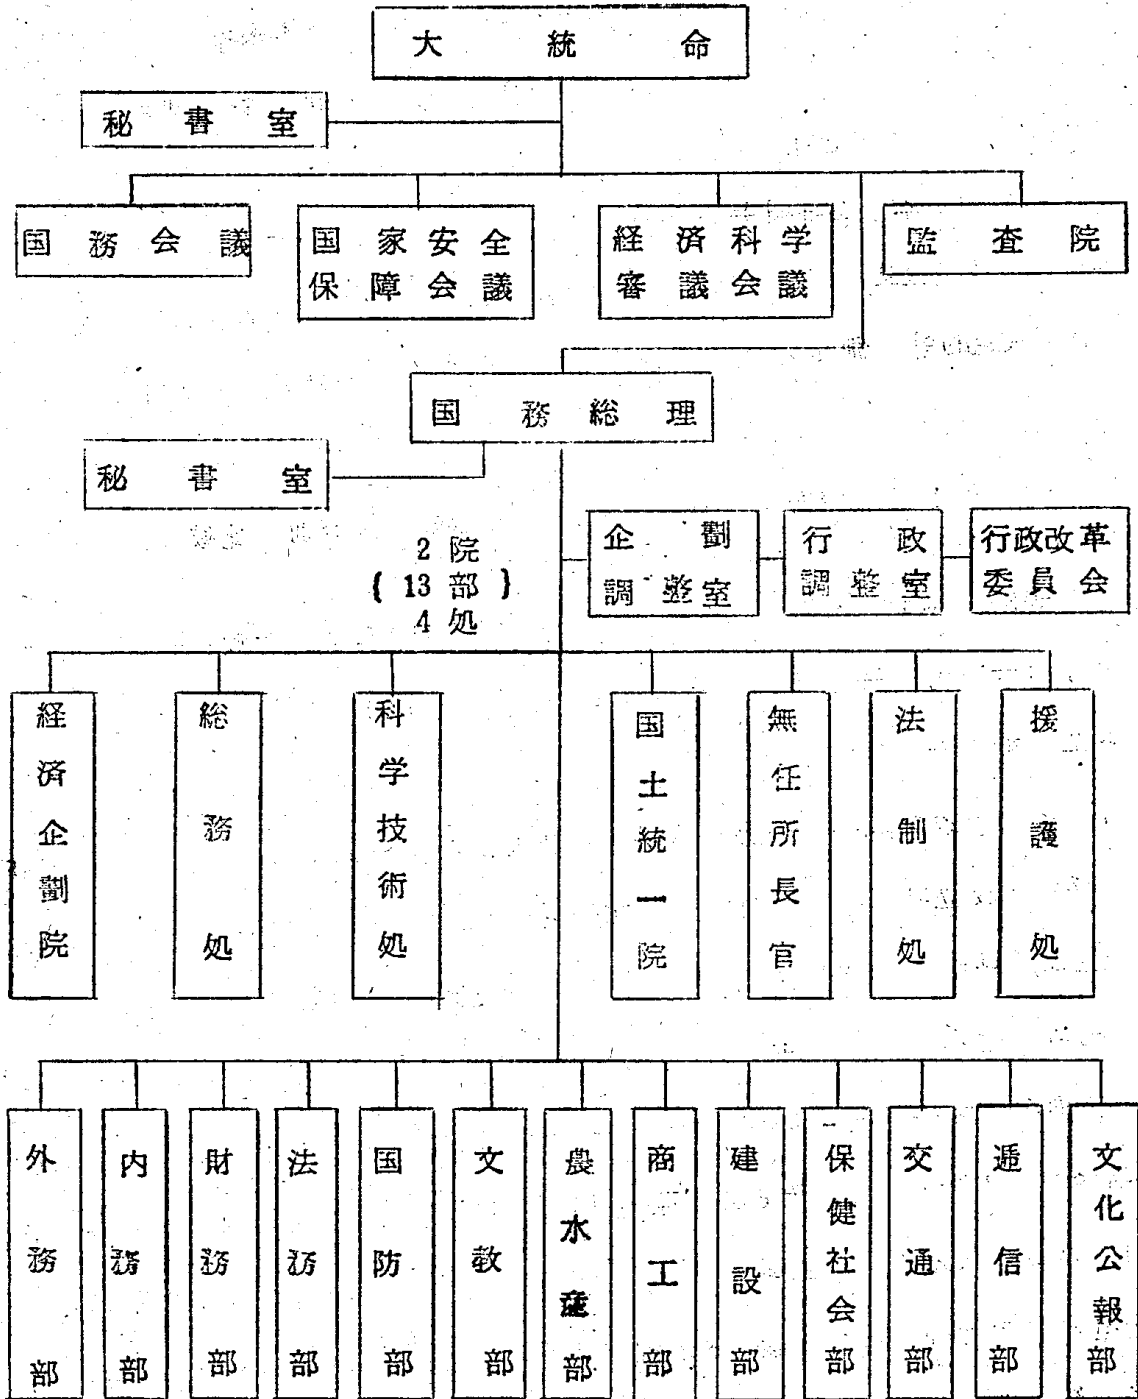 大統命
秘書室
国務会議
国家安全
保障会議
経済科学
審議会議
監査院
国務総理
秘書室
2院
{ 13部 }
4処
企劃
調整室
行政
調整室
行政改革
委員会
経済企劃院
総務処
科学技術処
国土統一院
無任所長官
法制処
援護処
外務部
内務部
財務部
法務部
国防部
文教部
農水産部
商工部
建設部
保健社会部
交通部
逓信部
文化公報部